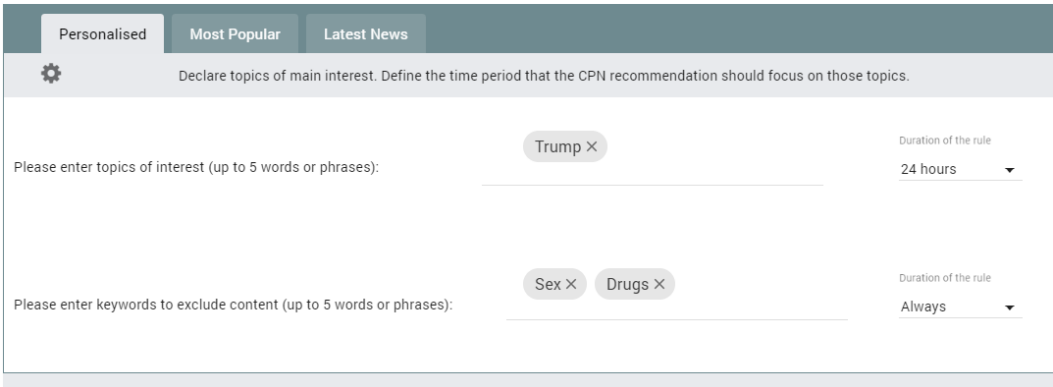 Personalised Most Popular Latest News
Declare topics of main interest. Define the time period that the CPN recommendation should focus on those topics.
Trump ×
Duration of the rule
Please enter topics of interest (up to 5 words or phrases):
24 hours
Sex × Drugs ×
Duration of the rule
Please enter keywords to exclude content (up to 5 words or phrases):
Always